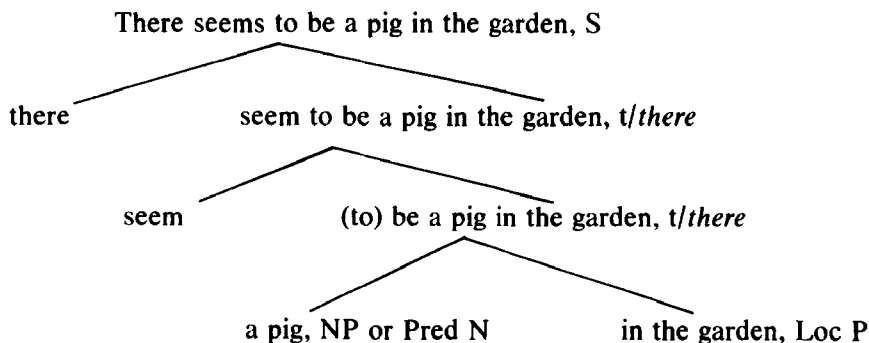 There seems to be a pig in the garden, S
there seem to be a pig in the garden, t/there
seem (to) be a pig in the garden, t/there
a pig, NP or Pred N in the garden, Loc P